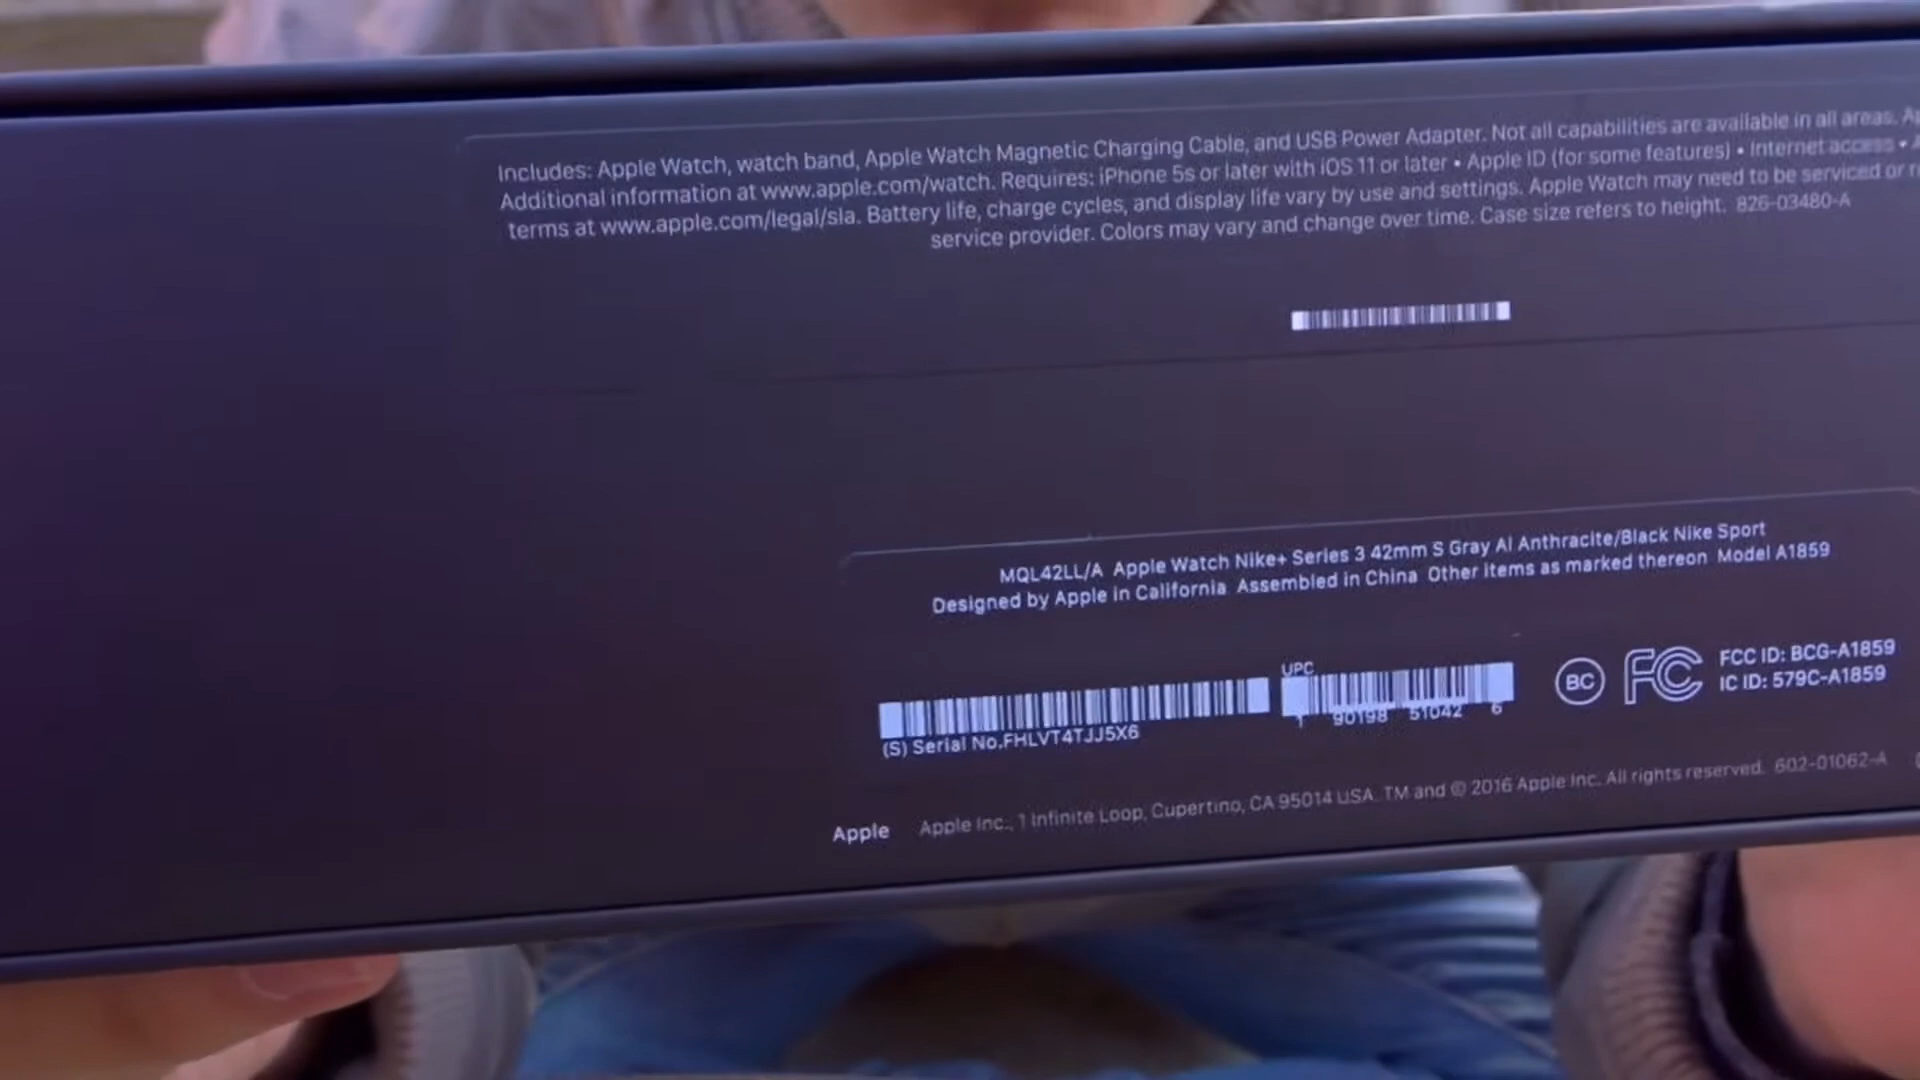 Includes: Apple Watch, watch band, Apple Watch Magnetic Charging Cable, and USB Power Adapter. Not all capabilities are available in all areas.
Additional information at www.apple.com/watch. Requires: iPhone 5s or later with iOS 11 or later • Apple ID (for some features) • Internet access •
terms at www.apple.com/legal/sla. Battery life, charge cycles, and display life vary by use and settings. Apple Watch may need to be serviced or
service provider. Colors may vary and change over time. Case size refers to height. 826-03480-A
MQL42LL/A Apple Watch Nike+ Series 3 42mm S Gray Al Anthracite/Black Nike Sport
Designed by Apple in California Assembled in China Other items as marked thereon Model A1859
UPC
1 90198 51042 6
(S) Serial No.FHLVT4TJJ5X6
BC
FC
FCC ID: BCG-A1859
IC ID: 579C-A1859
Apple Apple Inc., 1 Infinite Loop, Cupertino, CA 95014 USA. TM and © 2016 Apple Inc. All rights reserved. 602-01062-A